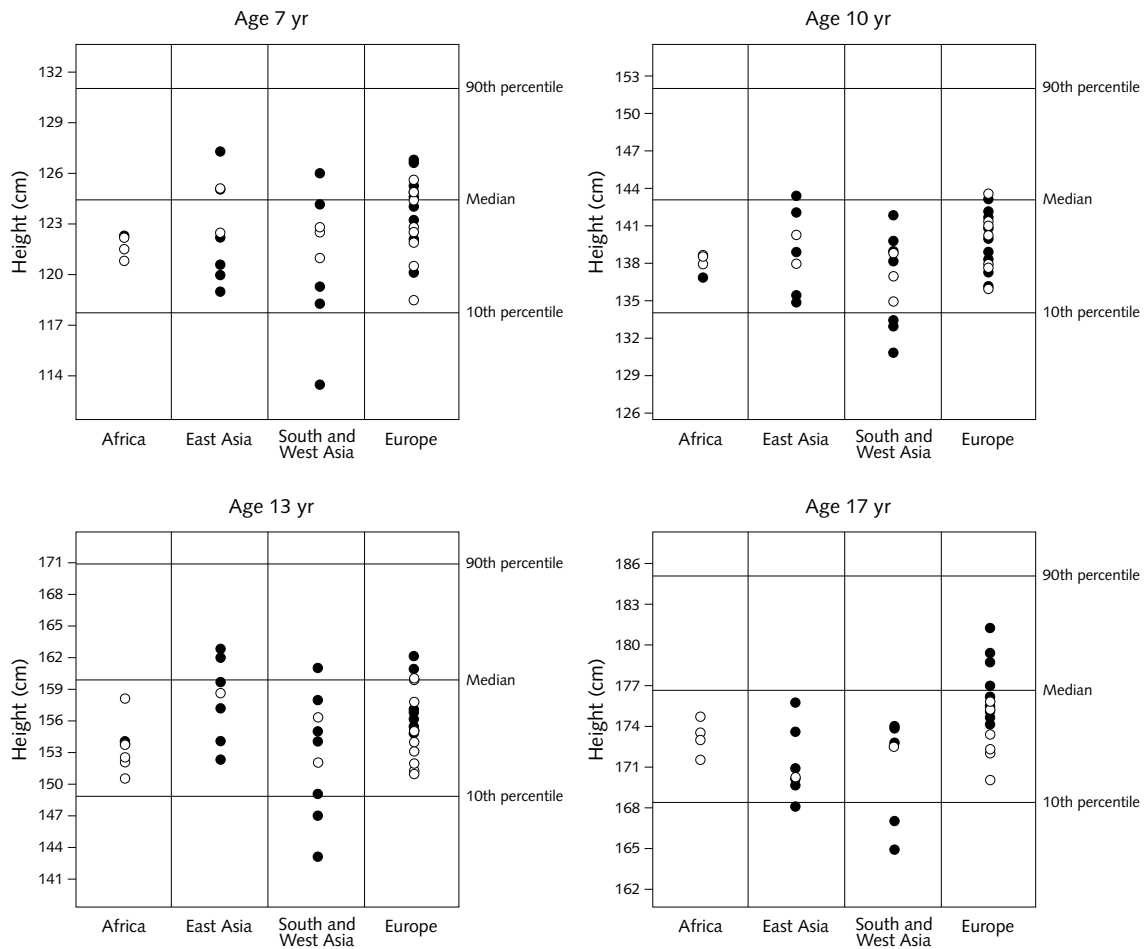 Age 7 yr
Height (cm)
132
129
126
123
120
117
114
90th percentile
Median
10th percentile
Africa
East Asia
South and
West Asia
Europe
Age 10 yr
Height (cm)
153
150
147
144
141
138
135
132
129
126
90th percentile
Median
10th percentile
Africa
East Asia
South and
West Asia
Europe
Age 13 yr
Height (cm)
171
168
165
162
159
156
153
150
147
144
141
90th percentile
Median
10th percentile
Africa
East Asia
South and
West Asia
Europe
Age 17 yr
Height (cm)
186
183
180
177
174
171
168
165
162
90th percentile
Median
10th percentile
Africa
East Asia
South and
West Asia
Europe